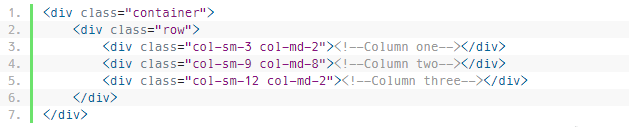 1. <div class="container">
2.     <div class="row">
3.         <div class="col-sm-3 col-md-2"><!--Column one--></div>
4.         <div class="col-sm-9 col-md-8"><!--Column two--></div>
5.         <div class="col-sm-12 col-md-2"><!--Column three--></div>
6.     </div>
7. </div>